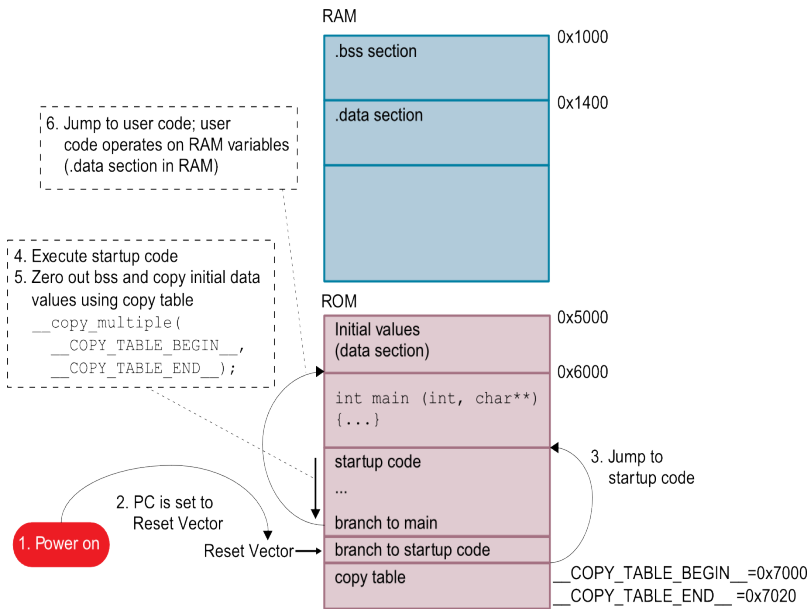 RAM
0x1000
.bss section
0x1400
.data section
6. Jump to user code; user
code operates on RAM variables
(.data section in RAM)
4. Execute startup code
5. Zero out bss and copy initial data
values using copy table
__copy_multiple(
__COPY_TABLE_BEGIN__,
__COPY_TABLE_END__);
ROM
0x5000
Initial values
(data section)
0x6000
int main (int, char**)
{...}
startup code
...
branch to main
3. Jump to
startup code
2. PC is set to
Reset Vector
1. Power on
Reset Vector
branch to startup code
copy table
__COPY_TABLE_BEGIN__=0x7000
__COPY_TABLE_END__ =0x7020